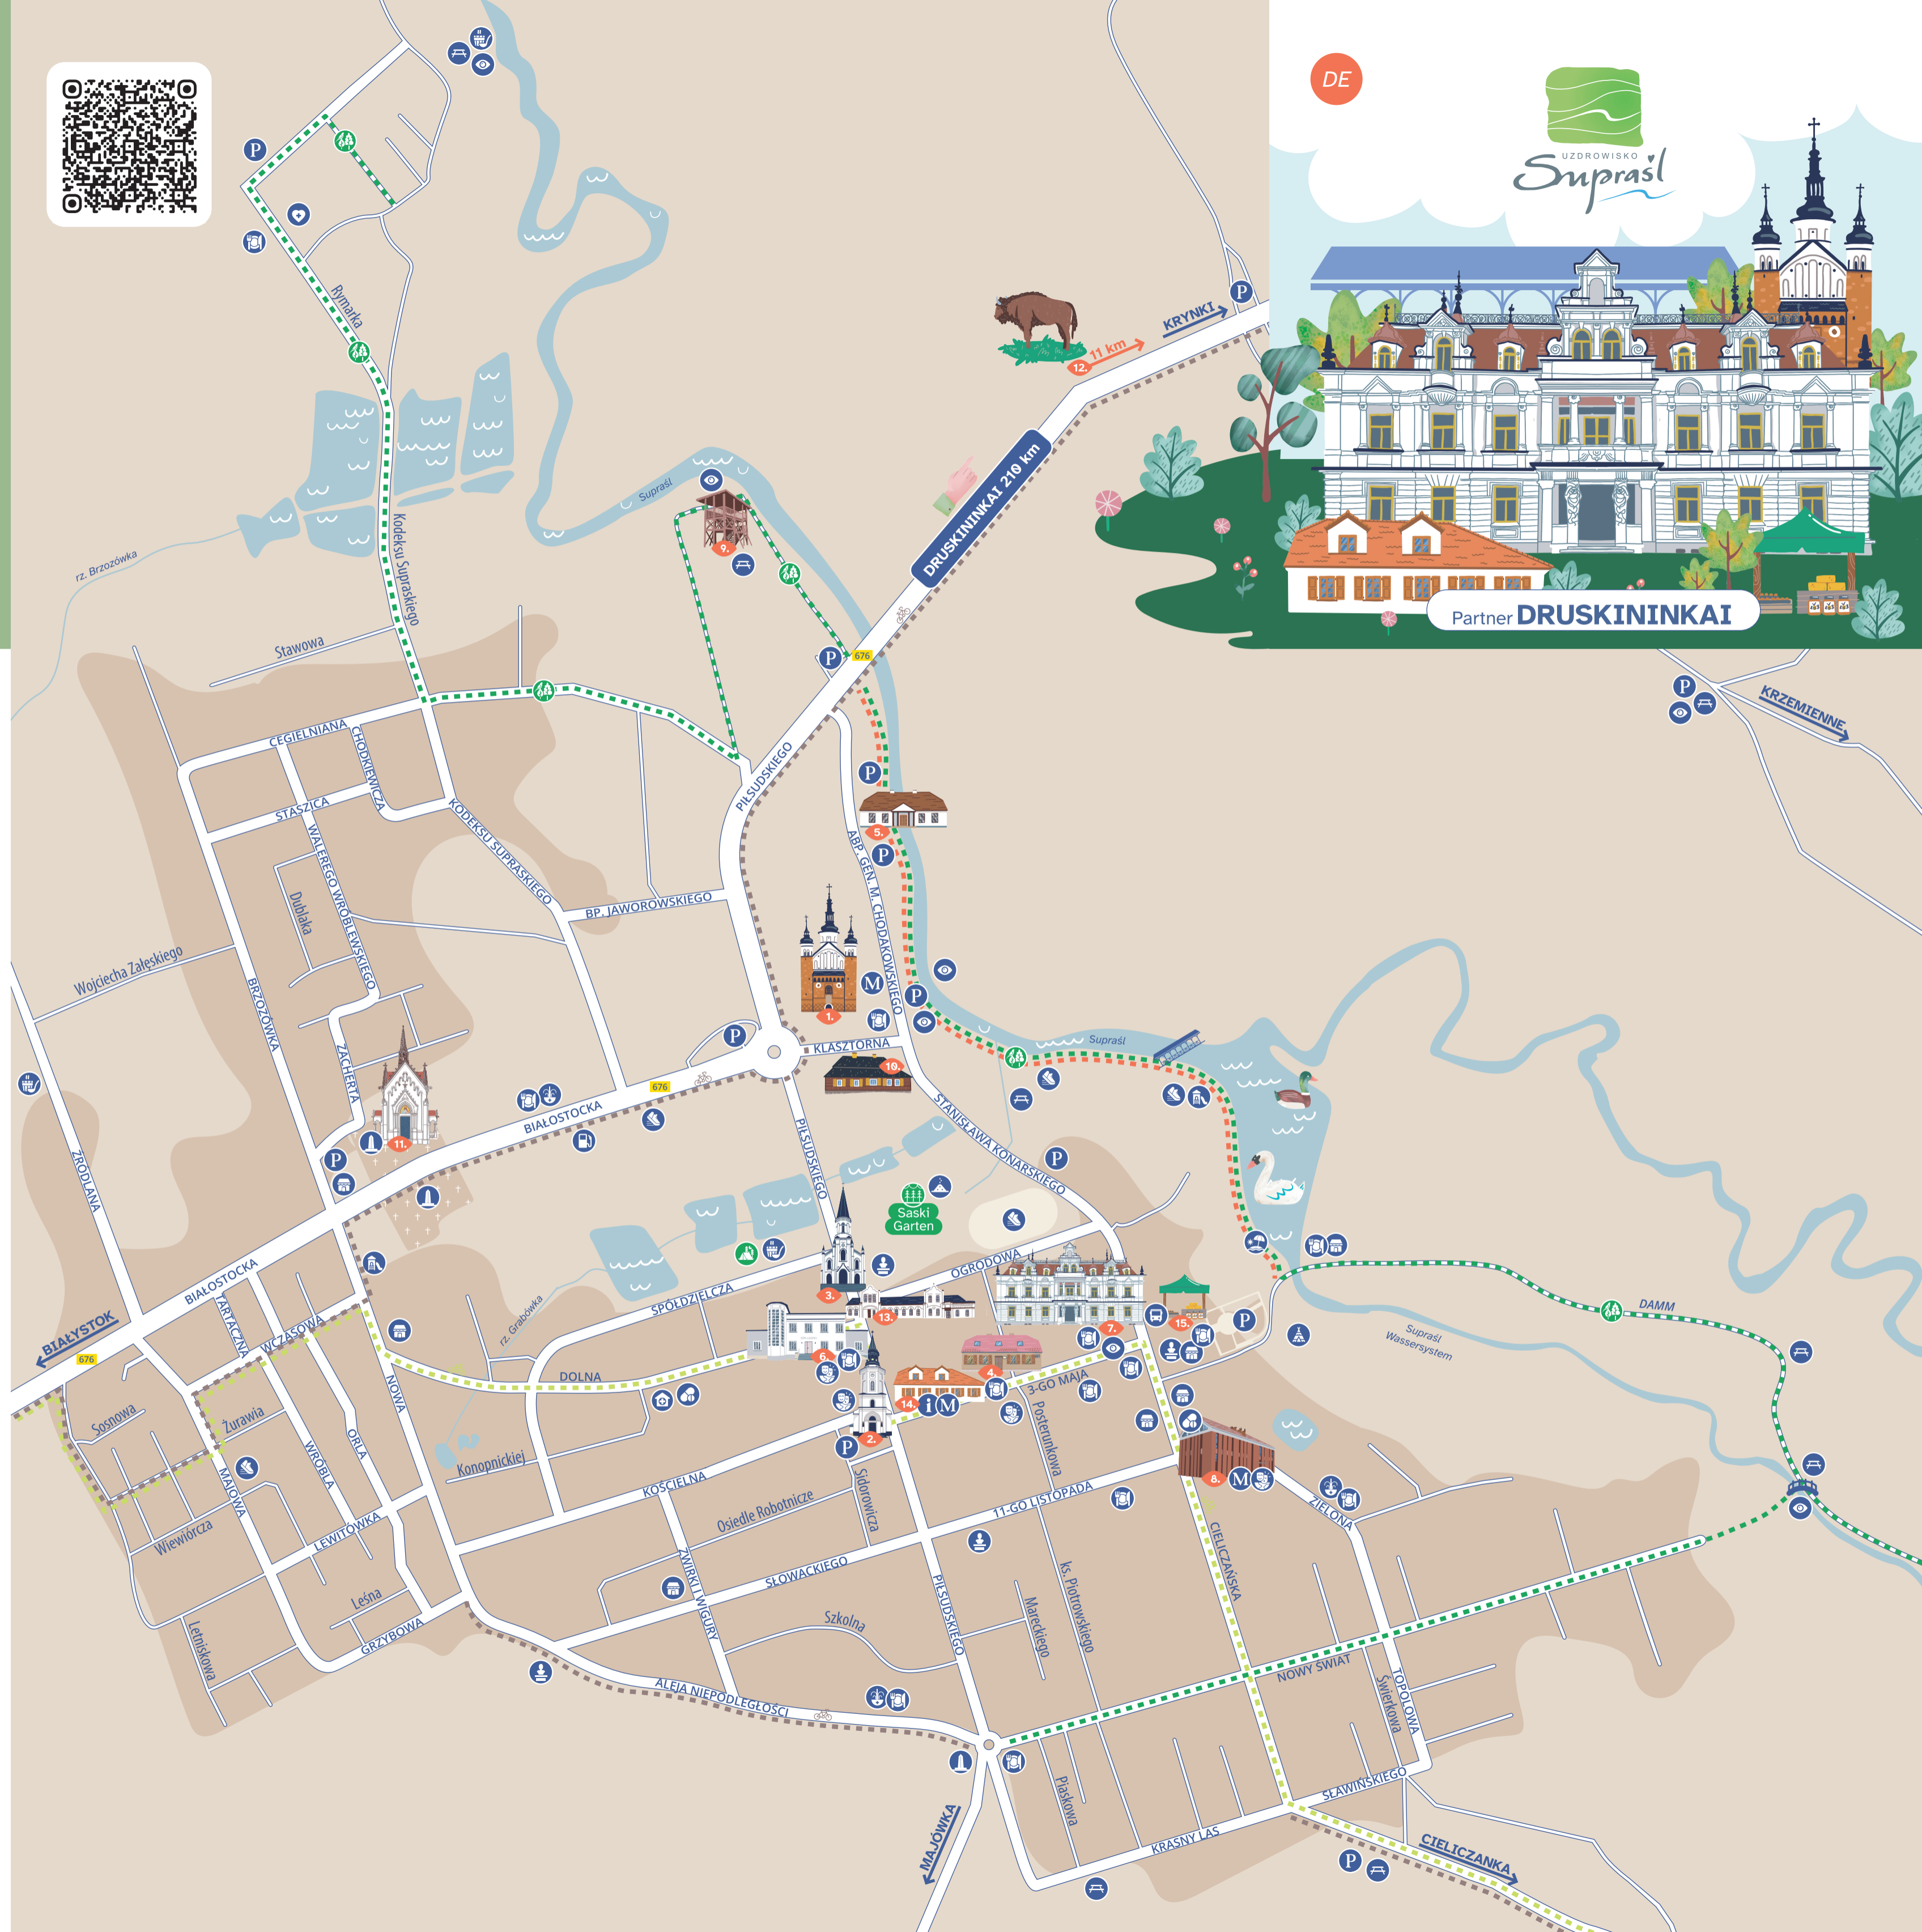 DE
UZDROWISKO
Supraśl
Partner DRUSKININKAI
KRYNKI
11 km
12.
DRUSKININKAI 210 km
Rymarka
Supraśl
9.
rz. Brzozówka
Kodeksu Supraskiego
Stawowa
676
KRZEMIENNE
CEGIELNIANA
CHODKIEWICZA
PIŁSUDSKIEGO
STASZICA
KODEKSU SUPRASKIEGO
WALEREGO WRÓBLEWSKIEGO
5.
P
ABP. GEN. M. CHODAKOWSKIEGO
Dublaka
BP. JAWOROWSKIEGO
Wojciecha Załęskiego
BRZOZÓWKA
M
1.
P
KLASZTORNA
10.
Supraśl
ZACHERTA
676
BIAŁOSTOCKA
11.
STANISŁAWA KONARSKIEGO
PIŁSUDSKIEGO
ŹRÓDLANA
Saski
Garten
OGRODOWA
BIAŁOSTOCKA
SPÓŁDZIELCZA
3.
13.
DAMM
TARTACZNA
WCZASOWA
rz. Grabówka
7.
15.
Supraśl
Wassersystem
BIAŁYSTOK
676
6.
4.
DOLNA
3-GO MAJA
NOWA
14.
i M
2.
P
Sosnowa
Żurawia
Posterunkowa
ORLA
WRÓBLA
Konopnickiej
8.
M
MAJOWA
KOŚCIELNA
Sidorowicza
11-GO LISTOPADA
ZIELONA
Osiedle Robotnicze
Wiewiórcza
LEWITÓWKA
CIELICZAŃSKA
ŻWIRKI I WIGURY
SŁOWACKIEGO
PIŁSUDSKIEGO
ks. Piotrowskiego
Mareckiego
Leśna
GRZYBOWA
Szkolna
Letniskowa
NOWY ŚWIAT
TOPOLOWA
Świerkowa
ALEJA NIEPODLEGŁOŚCI
Piaskowa
SŁAWIŃSKIEGO
MAJÓWKA
KRASNY LAS
CIELICZANKA
P